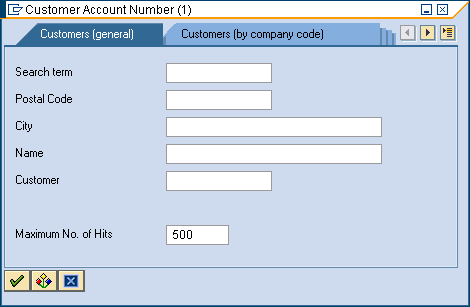 Customer Account Number (1)
Customers (general) Customers (by company code)
Search term
Postal Code
City
Name
Customer
Maximum No. of Hits 500